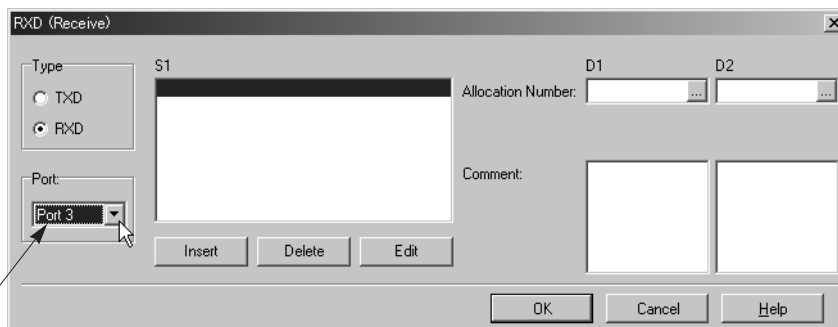 RXD (Receive)
Type
TXD
RXD
Port:
Port 3
S1
Insert
Delete
Edit
D1
D2
Allocation Number:
...
...
Comment:
OK
Cancel
Help